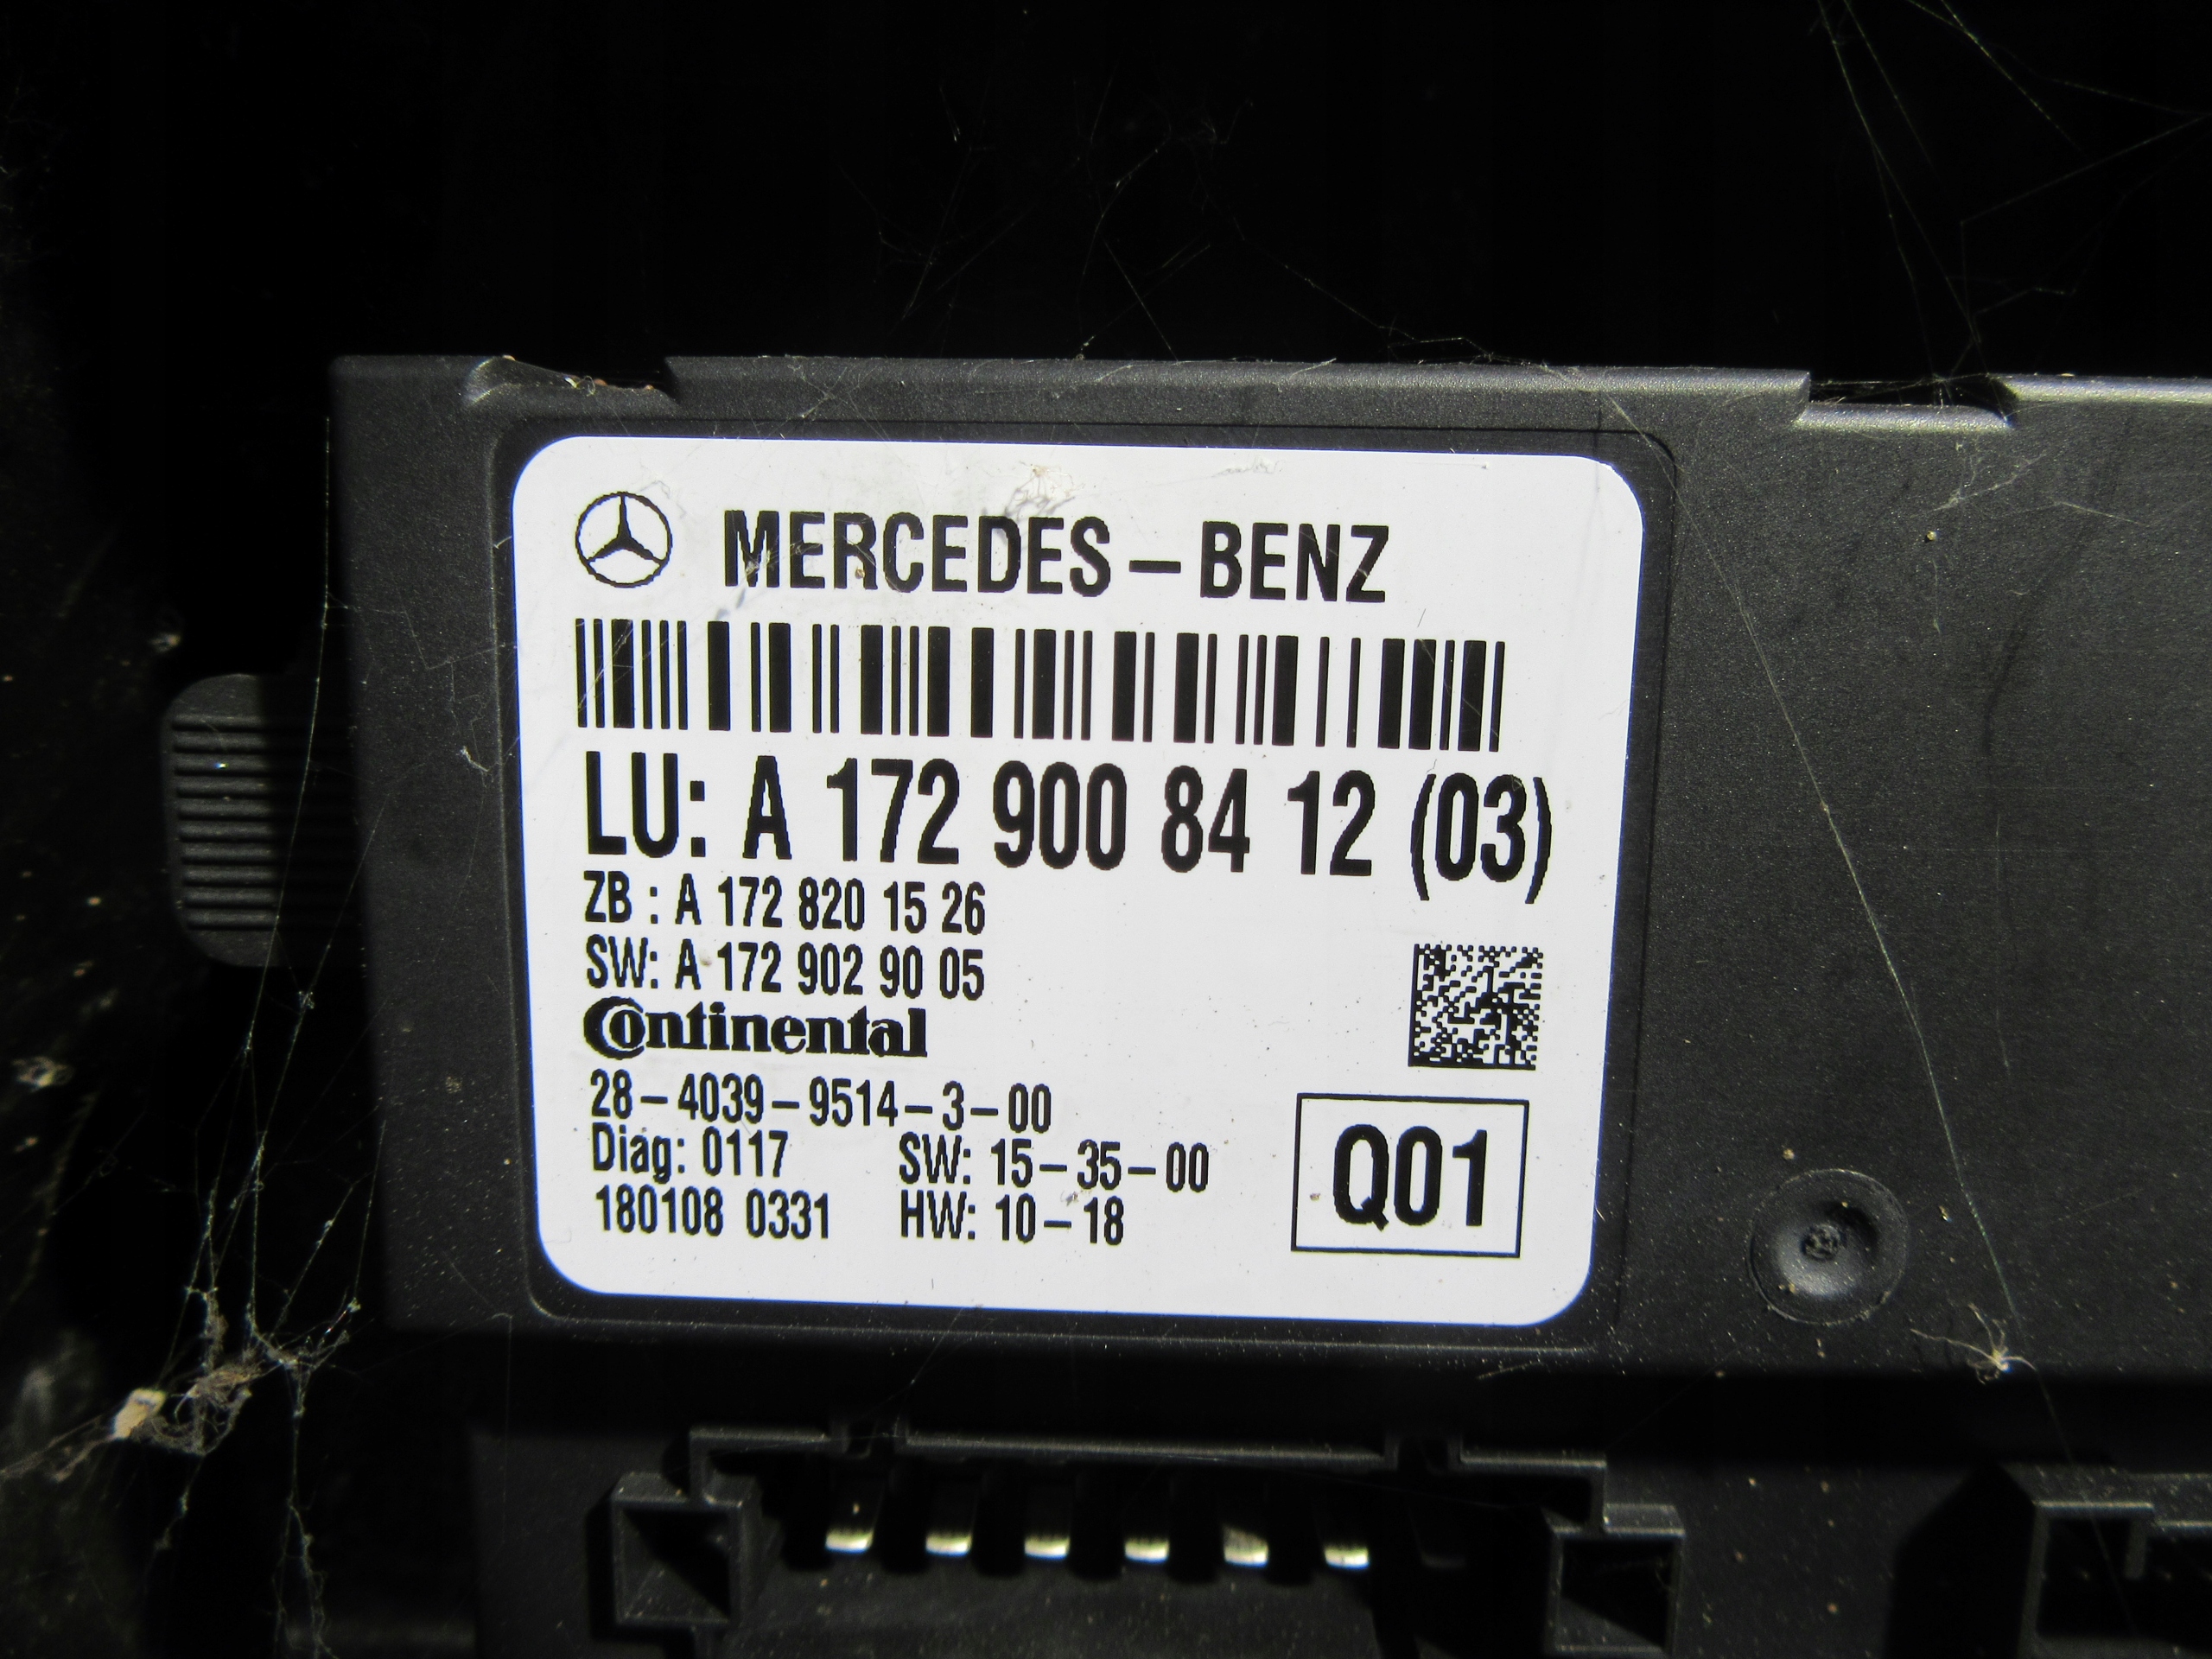 MERCEDES-BENZ
LU: A 172 900 84 12 (03)
ZB : A 172 820 15 26
SW: A 172 902 90 05
Continental
28-4039-9514-3-00
Diag: 0117 SW: 15-35-00
180108 0331 HW: 10-18
Q01